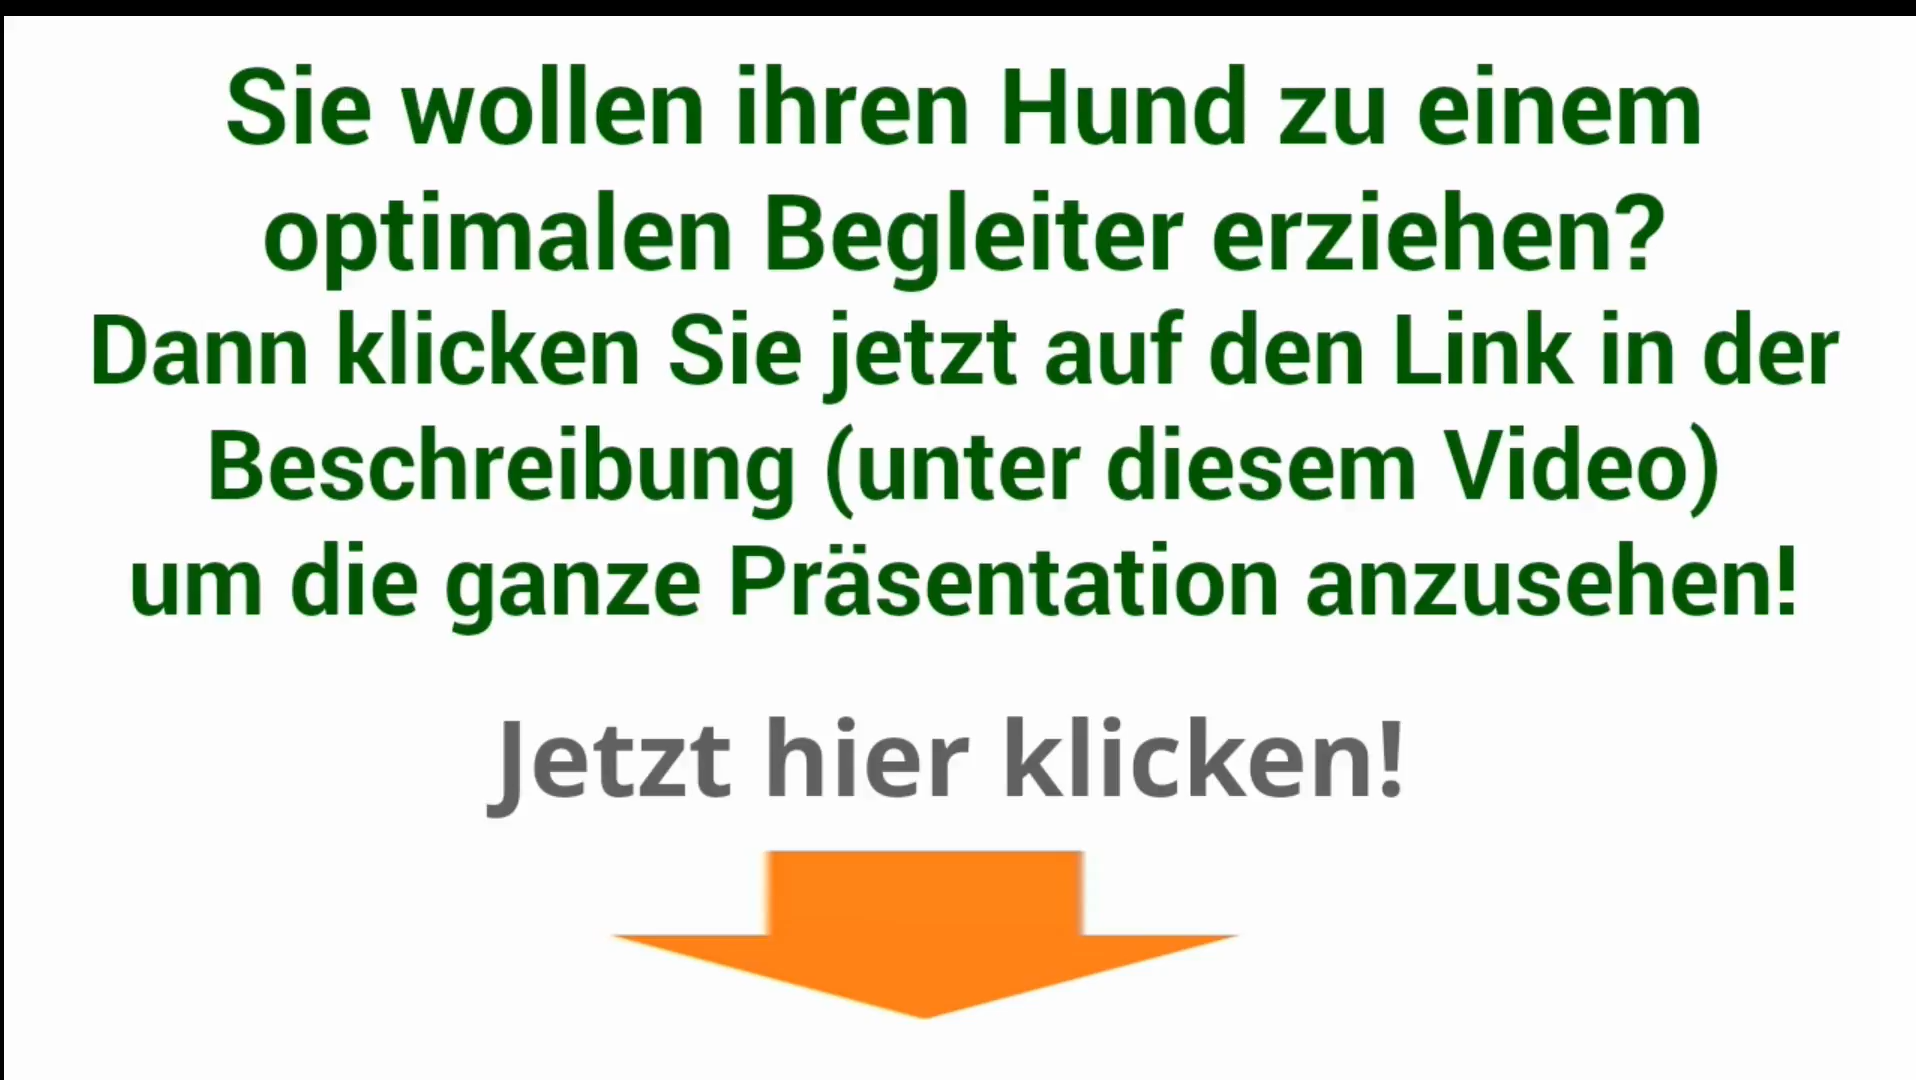 Sie wollen ihren Hund zu einem
optimalen Begleiter erziehen?
Dann klicken Sie jetzt auf den Link in der
Beschreibung (unter diesem Video)
um die ganze Präsentation anzusehen!
Jetzt hier klicken!